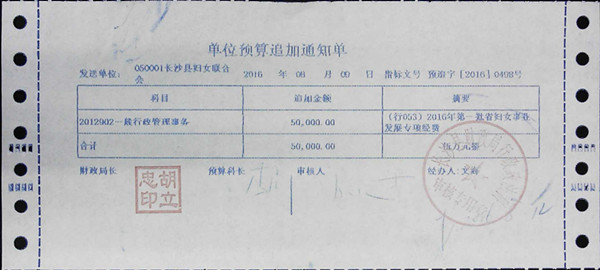 单位预算追加通知单
发送单位: 050001长沙县妇女联合会 2016 年 06 月 00 日 指标文号 预追字[2016]0498号
科目 追加金额 摘要
2012902一般行政管理事务 50,000.00 (行053)2016年第一批省妇女事业发展专项经费
合计 50,000.00 伍万元整
财政局长 预算科长: 审核人 经办人:
胡立忠印